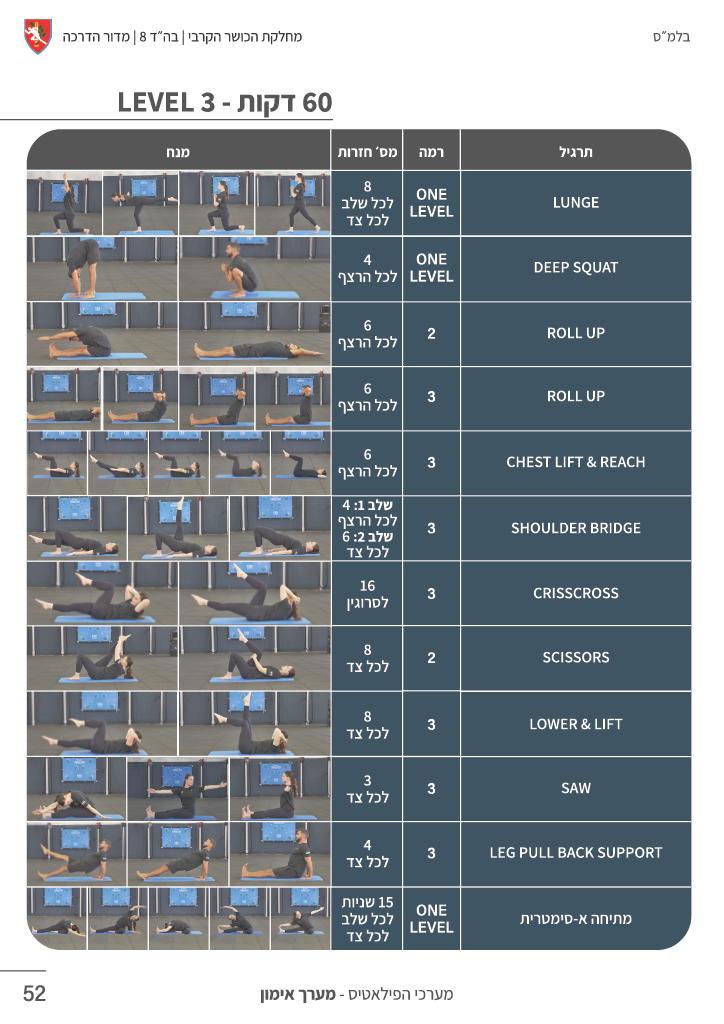 בלמ״ס
מחלקת הכושר הקרבי | בה״ד 8 | מדור הדרכה
60 דקות - LEVEL 3
תרגיל רמה מס׳ חזרות מנח
LUNGE
ONE
LEVEL
8
לכל שלב
לכל צד
DEEP SQUAT
ONE
LEVEL
4
לכל הרצף
ROLL UP
2
6
לכל הרצף
ROLL UP
3
6
לכל הרצף
CHEST LIFT & REACH
3
6
לכל הרצף
SHOULDER BRIDGE
3
שלב 1: 4
לכל הרצף
שלב 2: 6
לכל צד
CRISSCROSS
3
16
לסרוגין
SCISSORS
2
8
לכל צד
LOWER & LIFT
3
8
לכל צד
SAW
3
3
לכל צד
LEG PULL BACK SUPPORT
3
4
לכל צד
מתיחה א-סימטרית
ONE
LEVEL
15 שניות
לכל שלב
לכל צד
מערכי הפילאטיס - מערך אימון
52